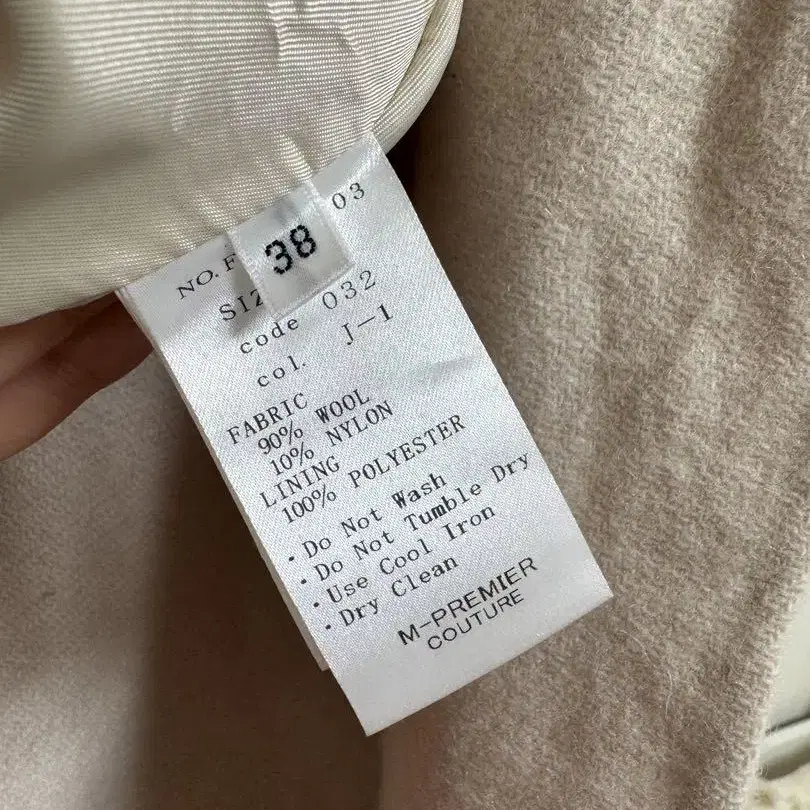 03
38
NO. F
SIZ
code 032
col. J-1
FABRIC
90% WOOL
10% NYLON
LINING
100% POLYESTER
・Do Not Wash
・Do Not Tumble Dry
・Use Cool Iron
・Dry Clean
M-PREMIER
COUTURE